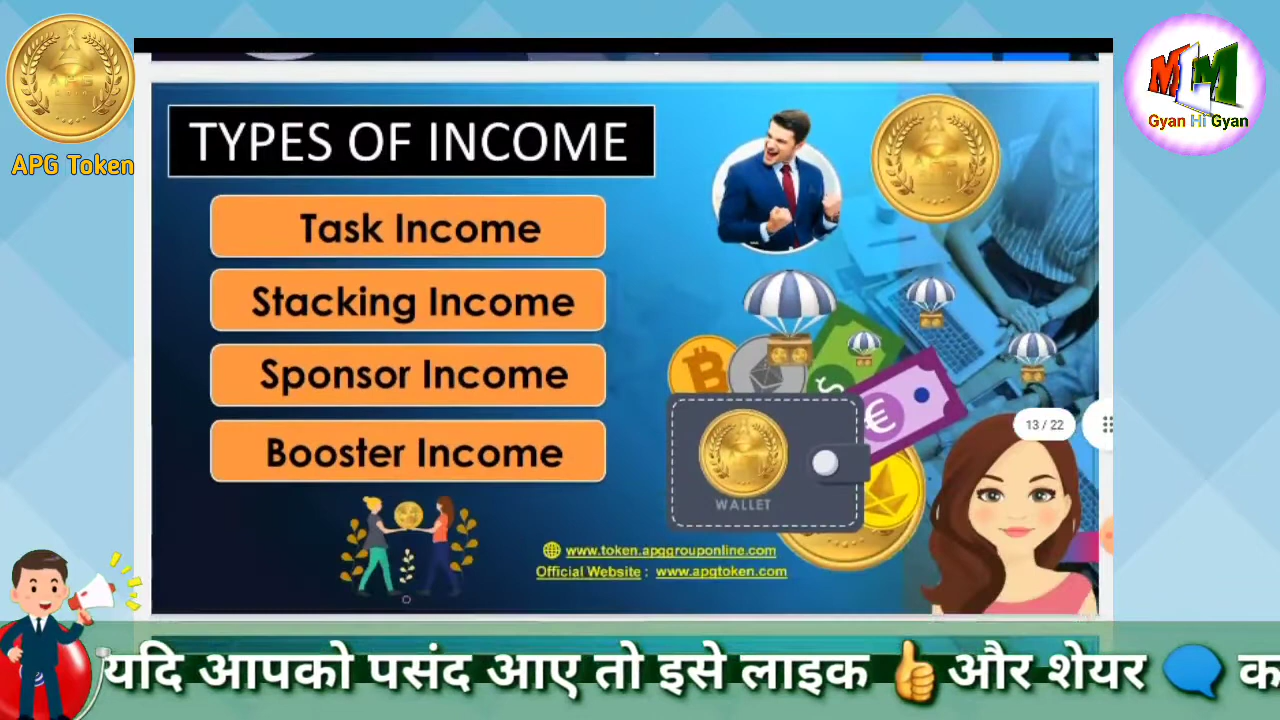 APG Token
MLM
Gyan Hi Gyan
TYPES OF INCOME
Task Income
Stacking Income
Sponsor Income
Booster Income
WALLET
13 / 22
www.token.apggrouponline.com
Official Website : www.apgtoken.com
यदि आपको पसंद आए तो इसे लाइक 👍 और शेयर 🗨 क